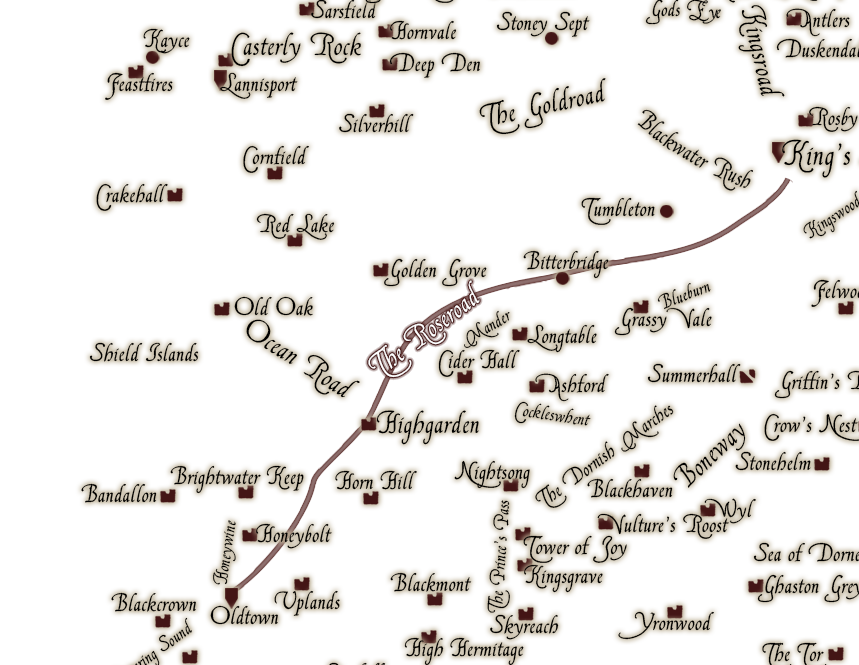 Sarsfield
Gods Eye
Antlers
Kayce
Casterly Rock
Hornvale
Stoney Sept
Kingsroad
Duskenda
Feastfires
Lannisport
Deep Den
Silverhill
The Goldroad
Rosby
Blackwater Rush
King's
Cornfield
Crakehall
Tumbleton
Kingswood
Red Lake
Golden Grove
Bitterbridge
Old Oak
The Roseroad
Mander
Blueburn
Grassy Vale
Felwo
Ocean Road
Longtable
Shield Islands
Cider Hall
Ashford
Summerhall
Griffin's
Cockleswhent
Highgarden
The Dornish Marches
Boneway
Crow's Nest
Brightwater Keep
Horn Hill
Nightsong
Stonehelm
Bandallon
Blackhaven
Honeywine
Honeybolt
The Prince's Pass
Nulture's Roost
Wyl
Tower of Joy
Sea of Dorne
Kingsgrave
Blackmont
Ghaston Grey
Blackcrown
Oldtown
Uplands
Skyreach
Yronwood
ring Sound
High Hermitage
The Tor